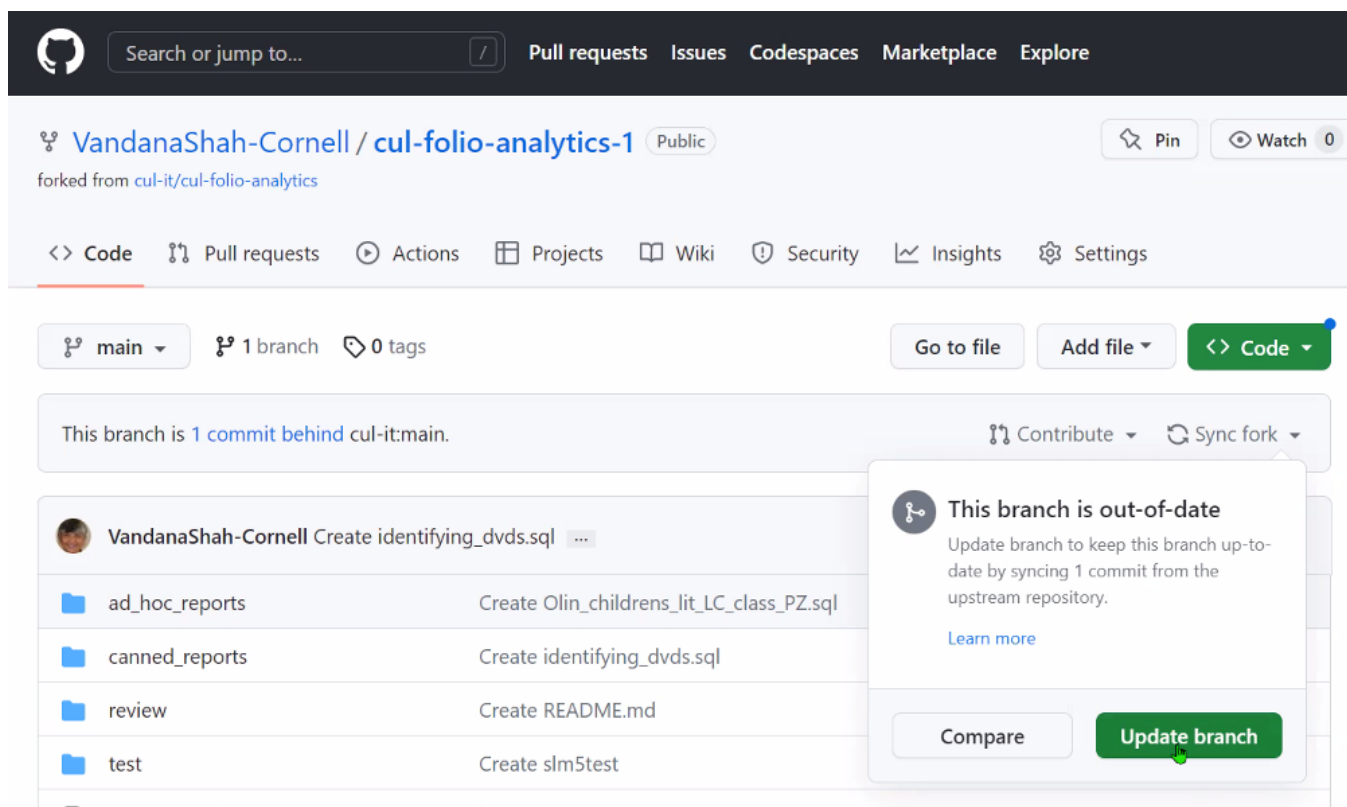 Search or jump to... / Pull requests Issues Codespaces Marketplace Explore
VandanaShah-Cornell / cul-folio-analytics-1 Public Pin Watch 0
forked from cul-it/cul-folio-analytics
<> Code Pull requests Actions Projects Wiki Security Insights Settings
main 1 branch 0 tags Go to file Add file <> Code
This branch is 1 commit behind cul-it:main. Contribute Sync fork
This branch is out-of-date
Update branch to keep this branch up-to-
date by syncing 1 commit from the
upstream repository.
Learn more
Compare Update branch
VandanaShah-Cornell Create identifying_dvds.sql ...
ad_hoc_reports Create Olin_childrens_lit_LC_class_PZ.sql
canned_reports Create identifying_dvds.sql
review Create README.md
test Create slm5test